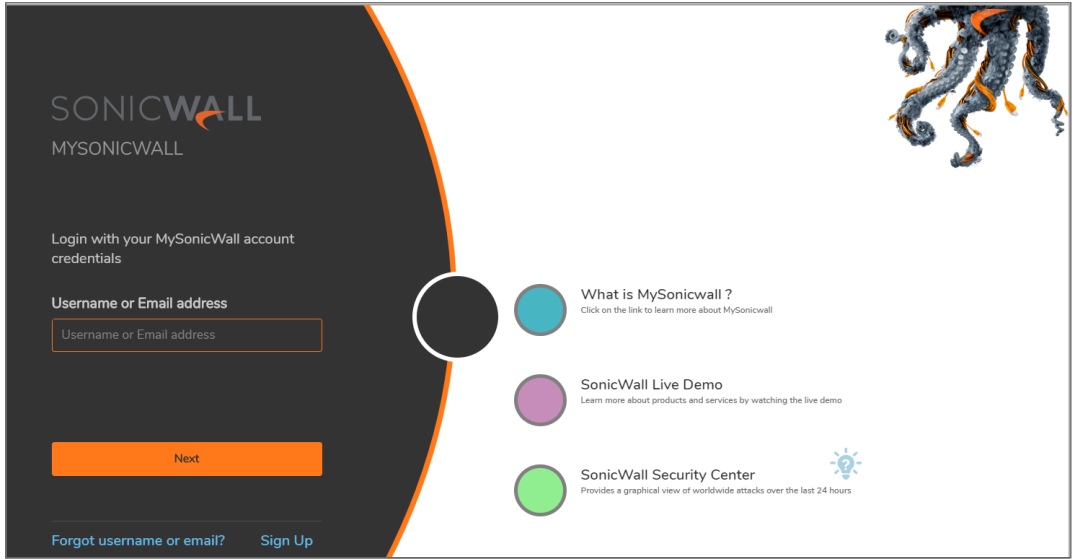 SONICWALL
MYSONICWALL
Login with your MySonicWall account
credentials
Username or Email address
Username or Email address
Next
Forgot username or email?
Sign Up
What is MySonicwall ?
Click on the link to learn more about MySonicwall
SonicWall Live Demo
Learn more about products and services by watching the live demo
SonicWall Security Center
Provides a graphical view of worldwide attacks over the last 24 hours
?